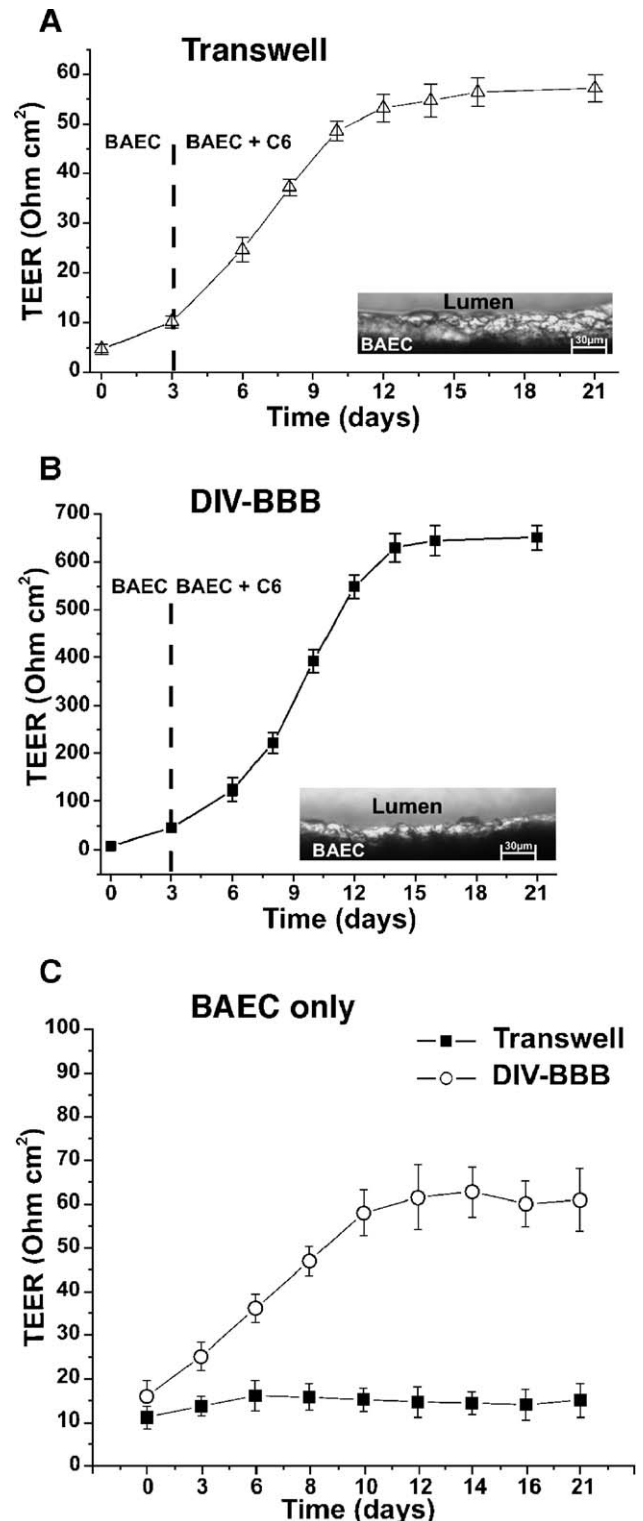 A
Transwell
60
50
40
30
20
10
0
TEER (Ohm cm²)
BAEC
BAEC + C6
Lumen
BAEC
30µm
0 3 6 9 12 15 18 21
Time (days)
B
DIV-BBB
700
600
500
400
300
200
100
0
TEER (Ohm cm²)
BAEC BAEC + C6
Lumen
BAEC
30µm
0 3 6 9 12 15 18 21
Time (days)
C
BAEC only
100
90
80
70
60
50
40
30
20
10
0
TEER (Ohm cm²)
Transwell
DIV-BBB
0 3 6 8 10 12 14 16 21
Time (days)